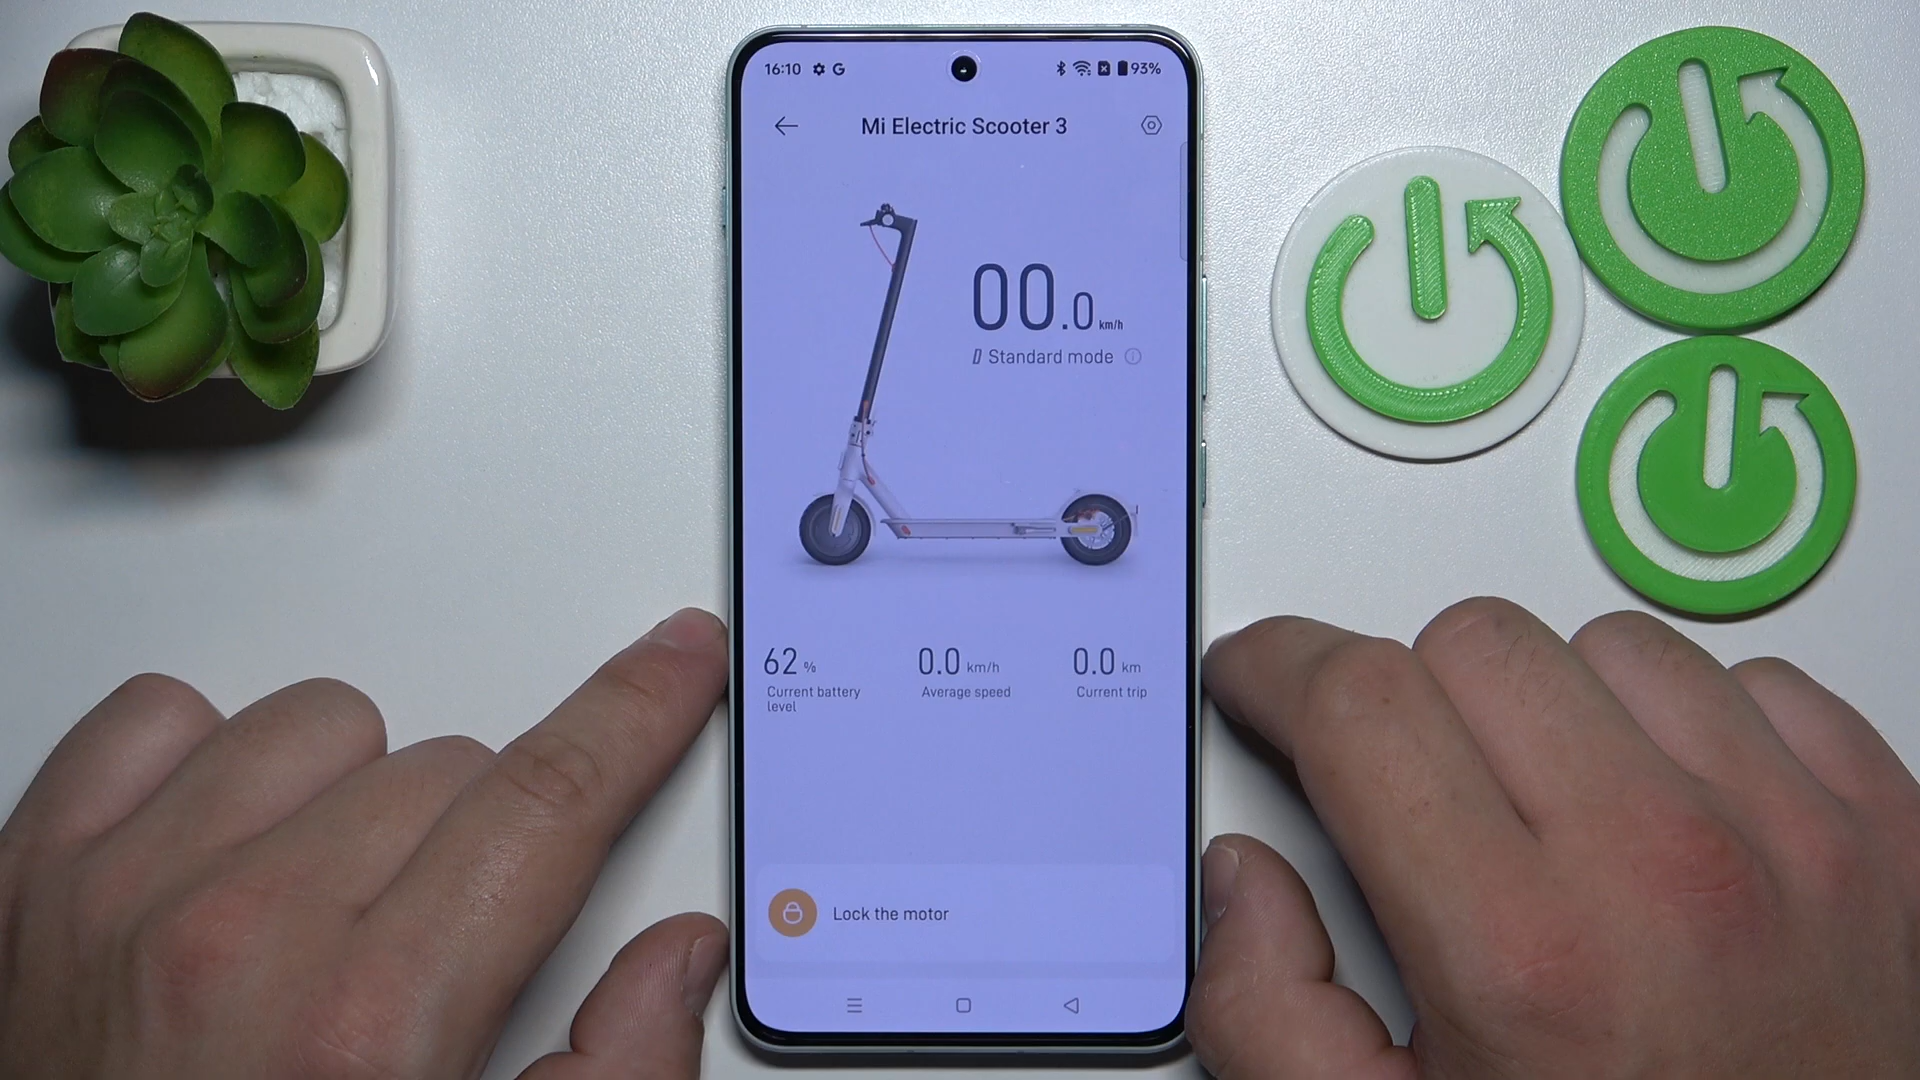 16:10 G 93%
Mi Electric Scooter 3
00.0 km/h
Standard mode
62 % 0.0 km/h 0.0 km
Current battery level Average speed Current trip
Lock the motor